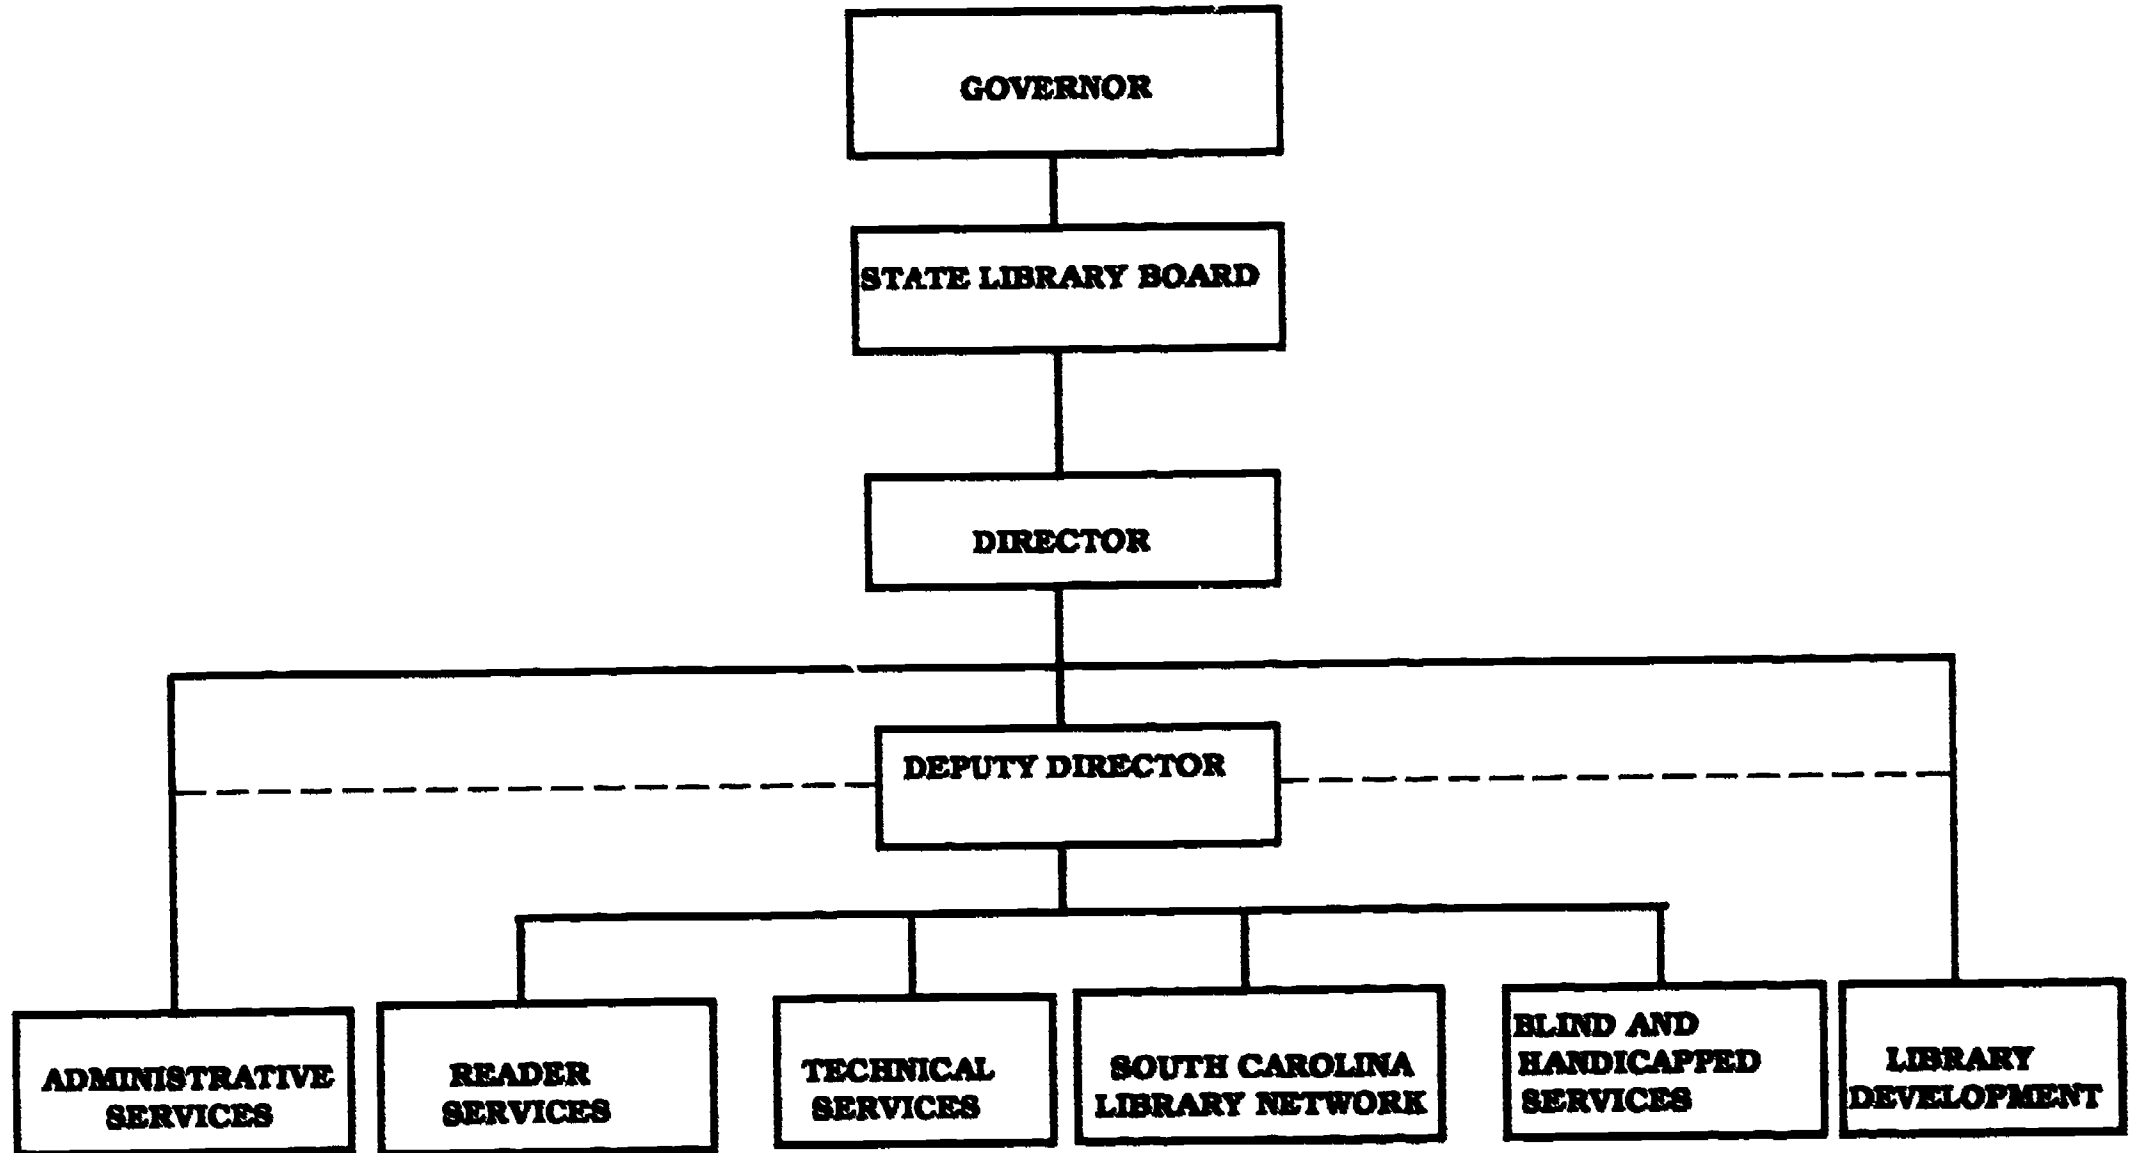 GOVERNOR
STATE LIBRARY BOARD
DIRECTOR
DEPUTY DIRECTOR
ADMINISTRATIVE
SERVICES
READER
SERVICES
TECHNICAL
SERVICES
SOUTH CAROLINA
LIBRARY NETWORK
BLIND AND
HANDICAPPED
SERVICES
LIBRARY
DEVELOPMENT